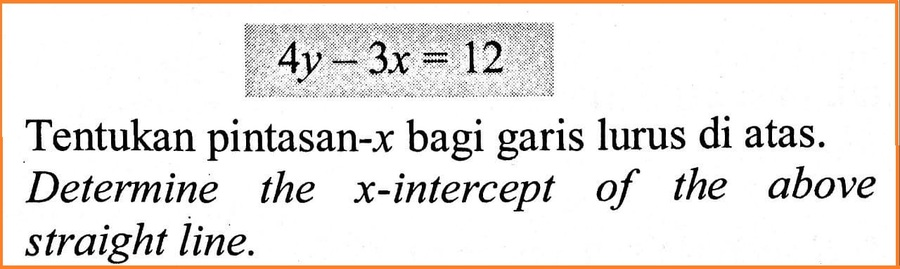 4y – 3x = 12
Tentukan pintasan-x bagi garis lurus di atas.
Determine the x-intercept of the above
straight line.